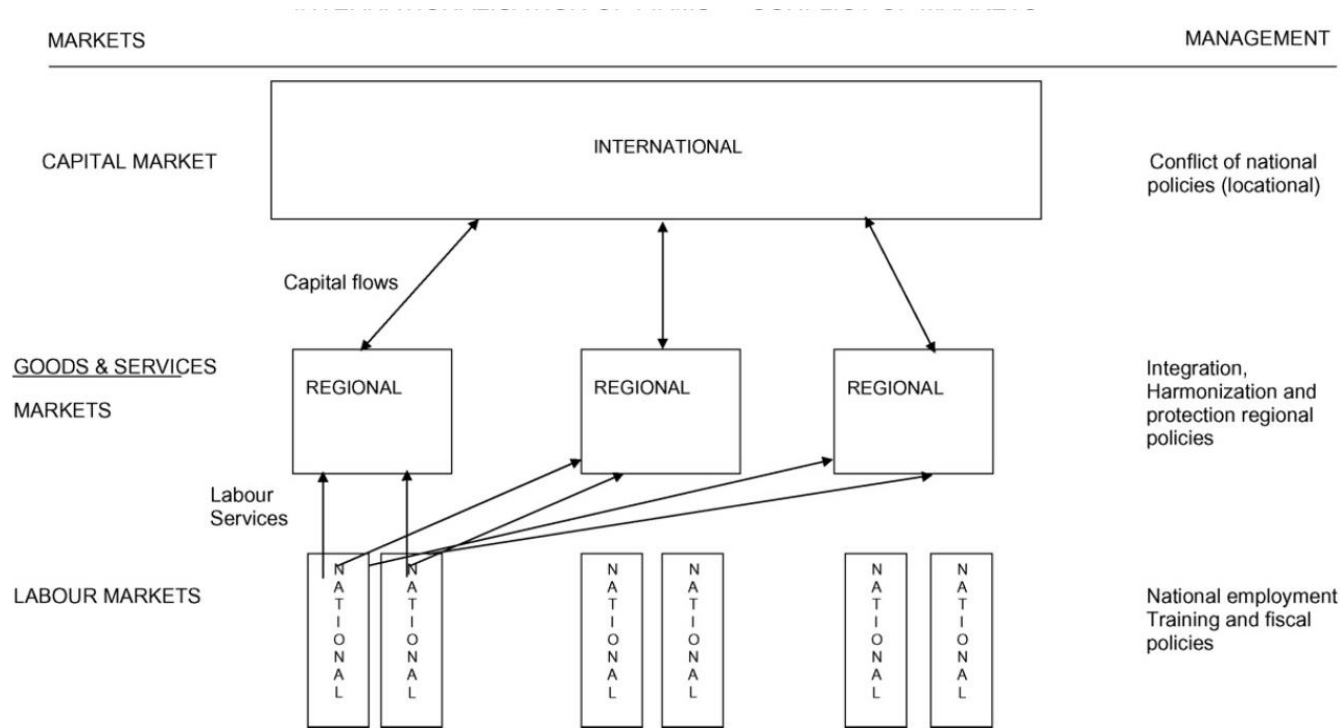 MARKETS
MANAGEMENT
CAPITAL MARKET
INTERNATIONAL
Conflict of national
policies (locational)
Capital flows
GOODS & SERVICES
MARKETS
REGIONAL
REGIONAL
REGIONAL
Integration,
Harmonization and
protection regional
policies
Labour
Services
LABOUR MARKETS
NATIONAL
NATIONAL
NATIONAL
NATIONAL
NATIONAL
NATIONAL
National employment
Training and fiscal
policies